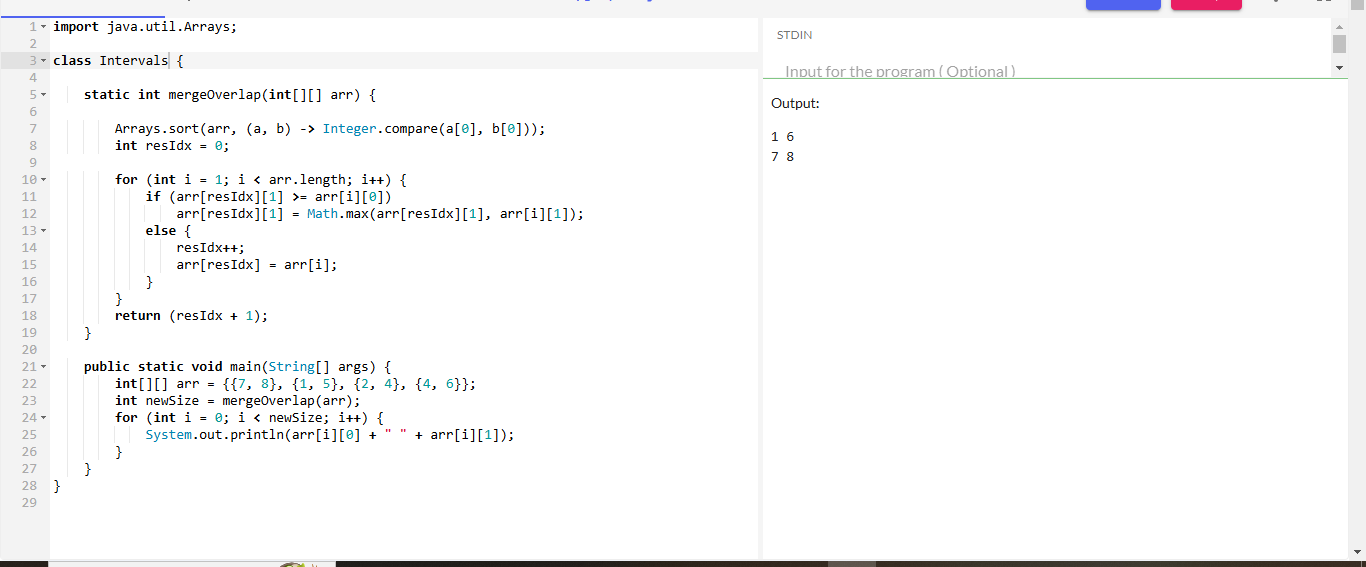 import java.util.Arrays;
class Intervals {
static int mergeOverlap(int[][] arr) {
Arrays.sort(arr, (a, b) -> Integer.compare(a[0], b[0]));
int resIdx = 0;
for (int i = 1; i < arr.length; i++) {
if (arr[resIdx][1] >= arr[i][0])
arr[resIdx][1] = Math.max(arr[resIdx][1], arr[i][1]);
else {
resIdx++;
arr[resIdx] = arr[i];
}
}
return (resIdx + 1);
}
public static void main(String[] args) {
int[][] arr = {{7, 8}, {1, 5}, {2, 4}, {4, 6}};
int newSize = mergeOverlap(arr);
for (int i = 0; i < newSize; i++) {
System.out.println(arr[i][0] + " " + arr[i][1]);
}
}
}
1
2
3
4
5
6
7
8
9
10
11
12
13
14
15
16
17
18
19
20
21
22
23
24
25
26
27
28
29
STDIN
Input for the program ( Optional )
Output:
1 6
7 8